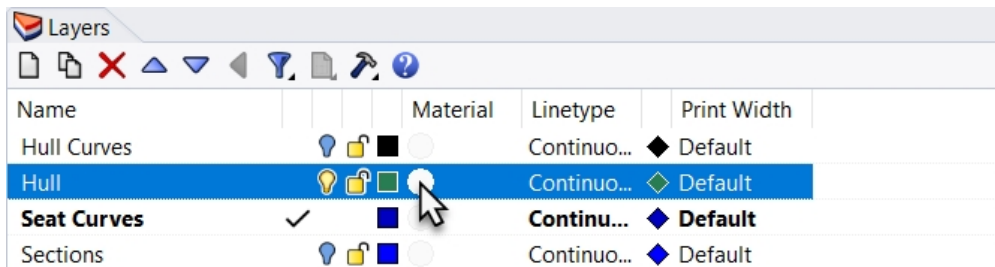 Layers
?
Name Material Linetype Print Width
Hull Curves Continuo... Default
Hull Continuo... Default
Seat Curves Continu... Default
Sections Continuo... Default